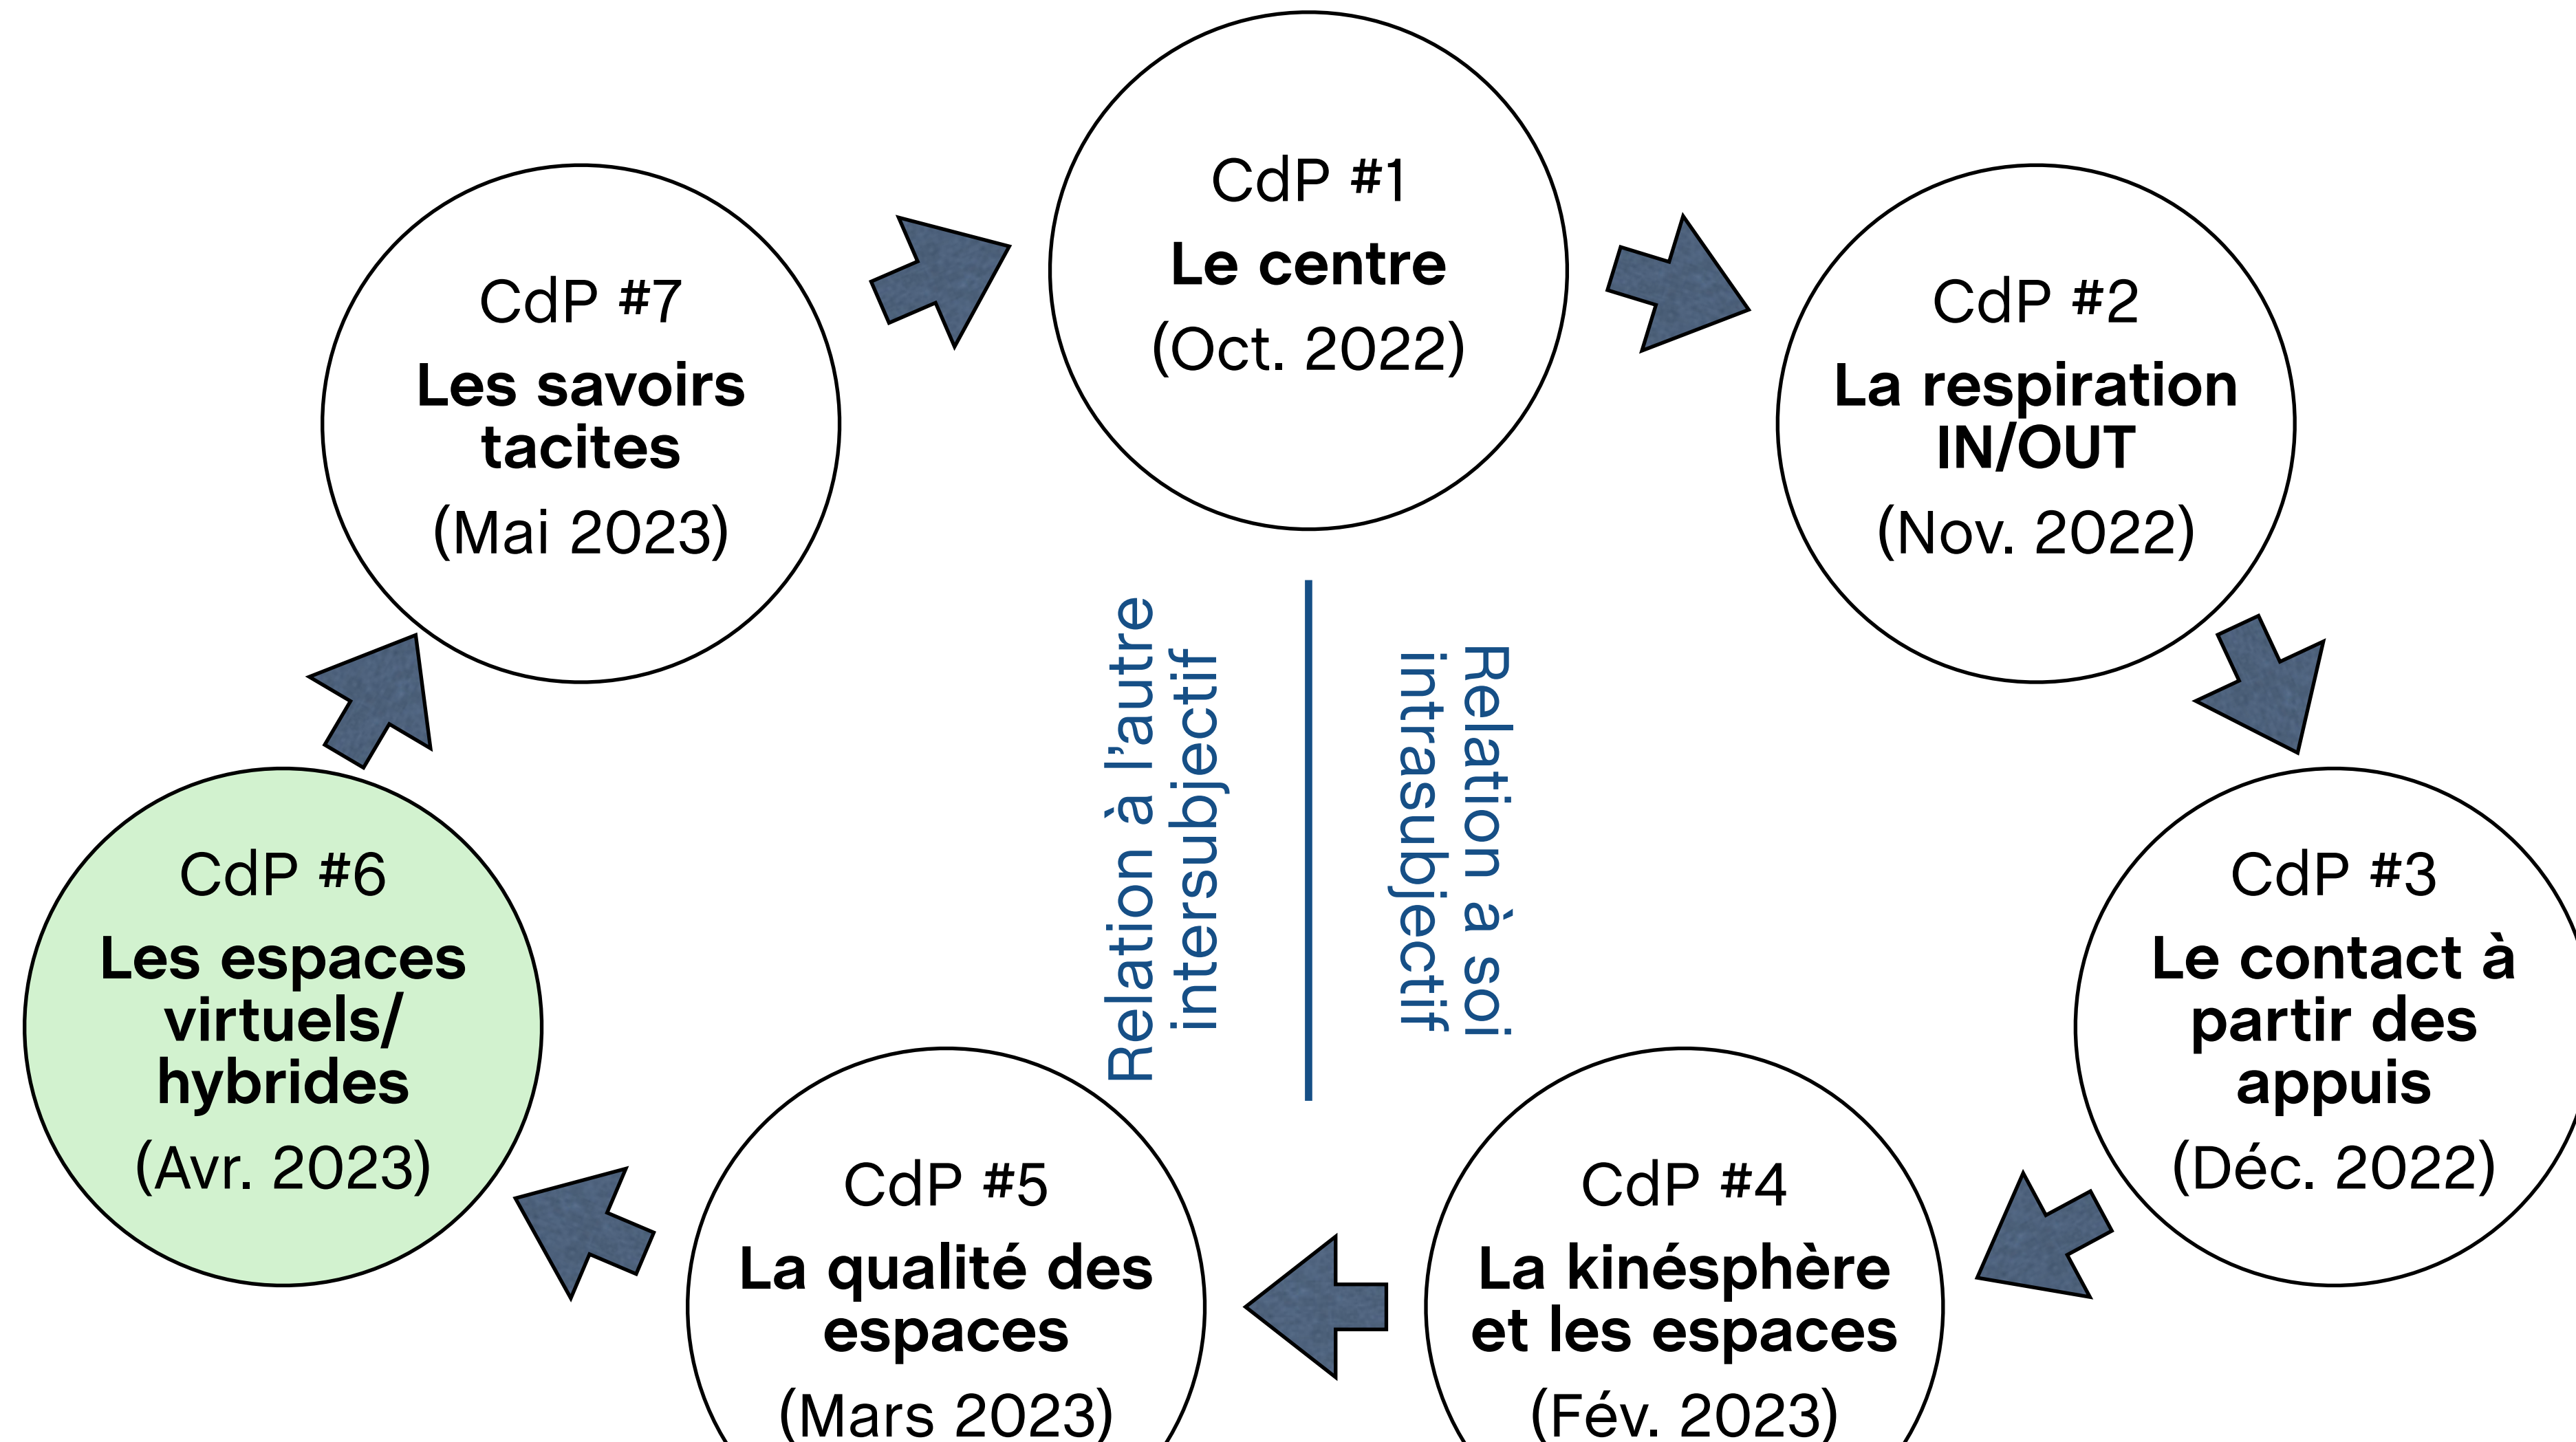 CdP #1
Le centre
(Oct. 2022)
CdP #2
La respiration
IN/OUT
(Nov. 2022)
CdP #3
Le contact à
partir des
appuis
(Déc. 2022)
CdP #4
La kinésphère
et les espaces
(Fév. 2023)
CdP #5
La qualité des
espaces
(Mars 2023)
CdP #6
Les espaces
virtuels/
hybrides
(Avr. 2023)
CdP #7
Les savoirs
tacites
(Mai 2023)
Relation à l'autre
intersubjectif
Relation à soi
intrasubjectif